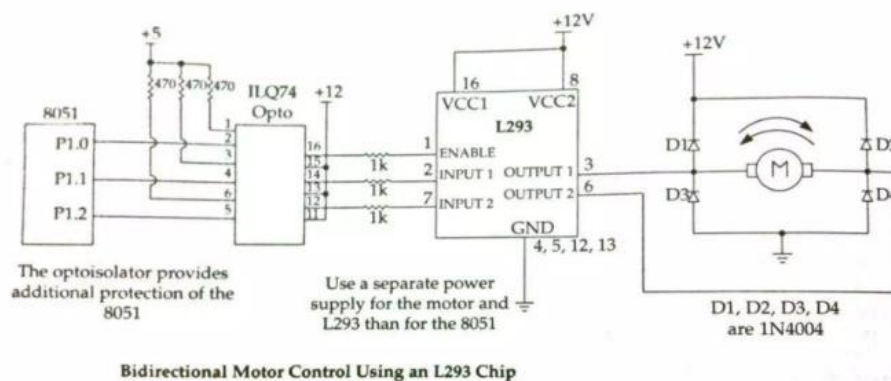 +5
470
470
470
8051
P1.0
P1.1
P1.2
ILQ74
Opto
1
2
3
4
6
5
16
15
14
13
12
11
+12
1k
1k
1k
+12V
16
8
VCC1
VCC2
L293
1
ENABLE
2
INPUT 1
7
INPUT 2
OUTPUT 1
3
OUTPUT 2
6
GND
4, 5, 12, 13
+12V
D1
D3
M
The optoisolator provides
additional protection of the
8051
Use a separate power
supply for the motor and
L293 than for the 8051
D1, D2, D3, D4
are 1N4004
Bidirectional Motor Control Using an L293 Chip